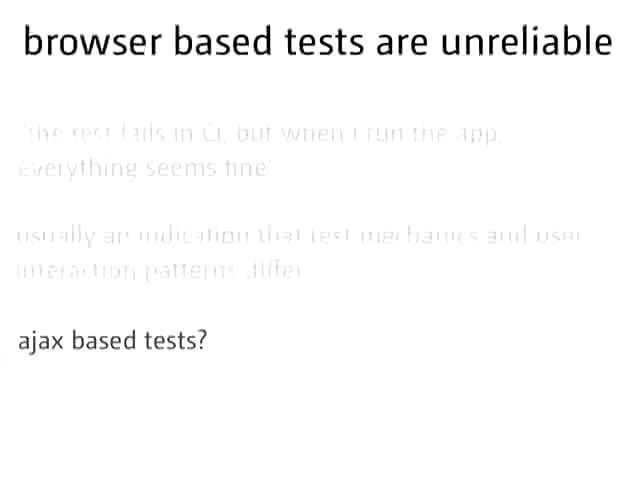 browser based tests are unreliable
the test fails in CI, but when i run the app,
everything seems fine
usually an indication that test mechanics and user
interaction patterns differ
ajax based tests?